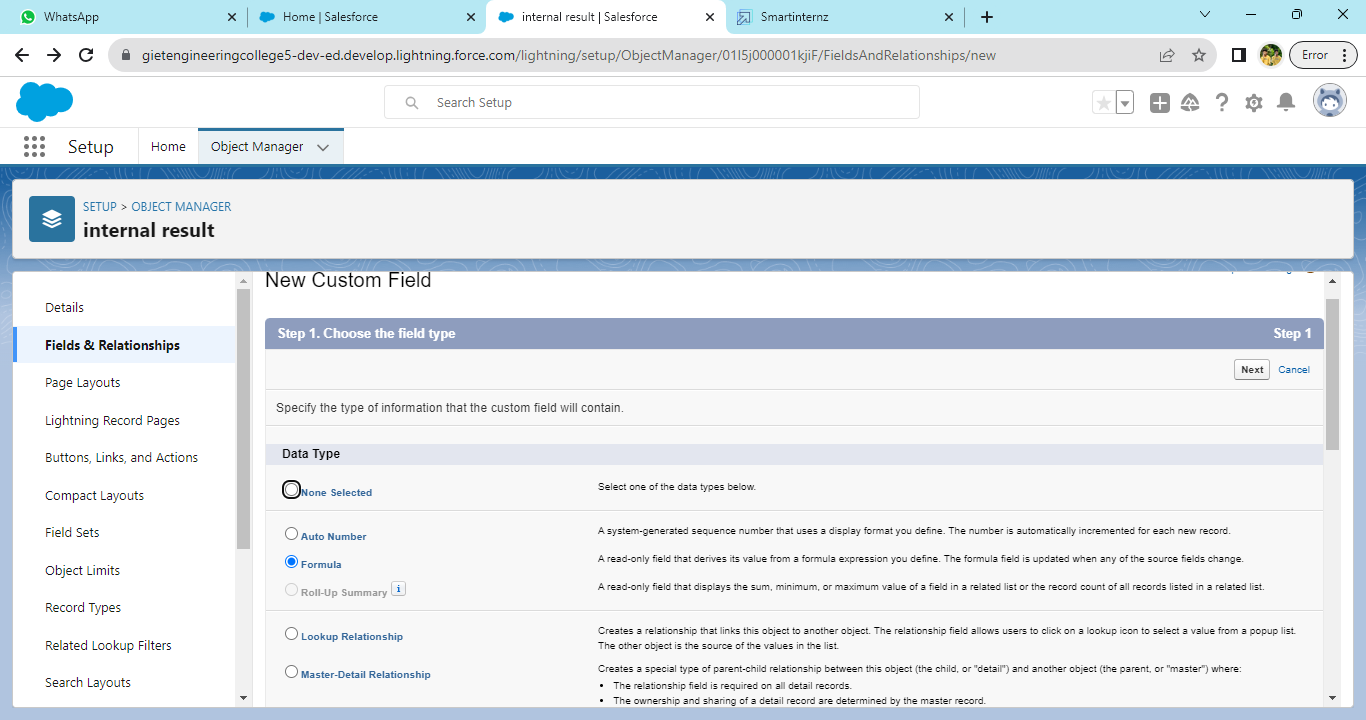 WhatsApp
Home | Salesforce
internal result | Salesforce
Smartinternz
gietengineeringcollege5-dev-ed.develop.lightning.force.com/lightning/setup/ObjectManager/01I5j000001kjiF/FieldsAndRelationships/new
Error
Search Setup
Setup
Home
Object Manager
SETUP > OBJECT MANAGER
internal result
Details
Fields & Relationships
Page Layouts
Lightning Record Pages
Buttons, Links, and Actions
Compact Layouts
Field Sets
Object Limits
Record Types
Related Lookup Filters
Search Layouts
New Custom Field
Step 1. Choose the field type
Step 1
Next
Cancel
Specify the type of information that the custom field will contain.
Data Type
None Selected
Select one of the data types below.
Auto Number
A system-generated sequence number that uses a display format you define. The number is automatically incremented for each new record.
Formula
A read-only field that derives its value from a formula expression you define. The formula field is updated when any of the source fields change.
Roll-Up Summary
i
A read-only field that displays the sum, minimum, or maximum value of a field in a related list or the record count of all records listed in a related list.
Lookup Relationship
Creates a relationship that links this object to another object. The relationship field allows users to click on a lookup icon to select a value from a popup list.
The other object is the source of the values in the list.
Master-Detail Relationship
Creates a special type of parent-child relationship between this object (the child, or "detail") and another object (the parent, or "master") where:
• The relationship field is required on all detail records.
• The ownership and sharing of a detail record are determined by the master record.